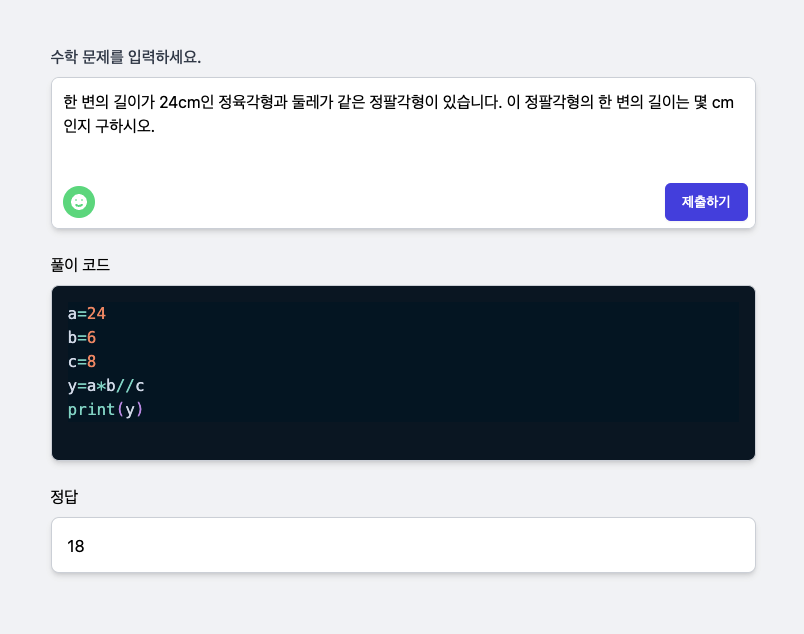 수학 문제를 입력하세요.
한 변의 길이가 24cm인 정육각형과 둘레가 같은 정팔각형이 있습니다. 이 정팔각형의 한 변의 길이는 몇 cm
인지 구하시오.
제출하기
풀이 코드
a=24
b=6
c=8
y=a*b//c
print(y)
정답
18